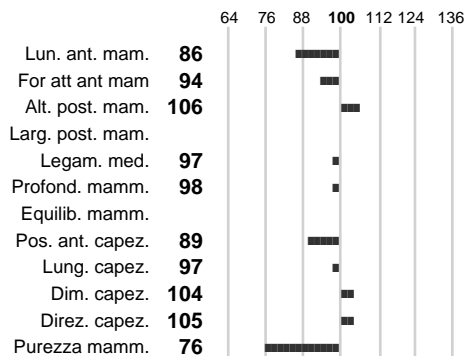 64 76 88 100 112 124 136
Lun. ant. mam. 86
For att ant mam 94
Alt. post. mam. 106
Larg. post. mam.
Legam. med. 97
Profond. mamm. 98
Equilib. mamm.
Pos. ant. capez. 89
Lung. capez. 97
Dim. capez. 104
Direz. capez. 105
Purezza mamm. 76